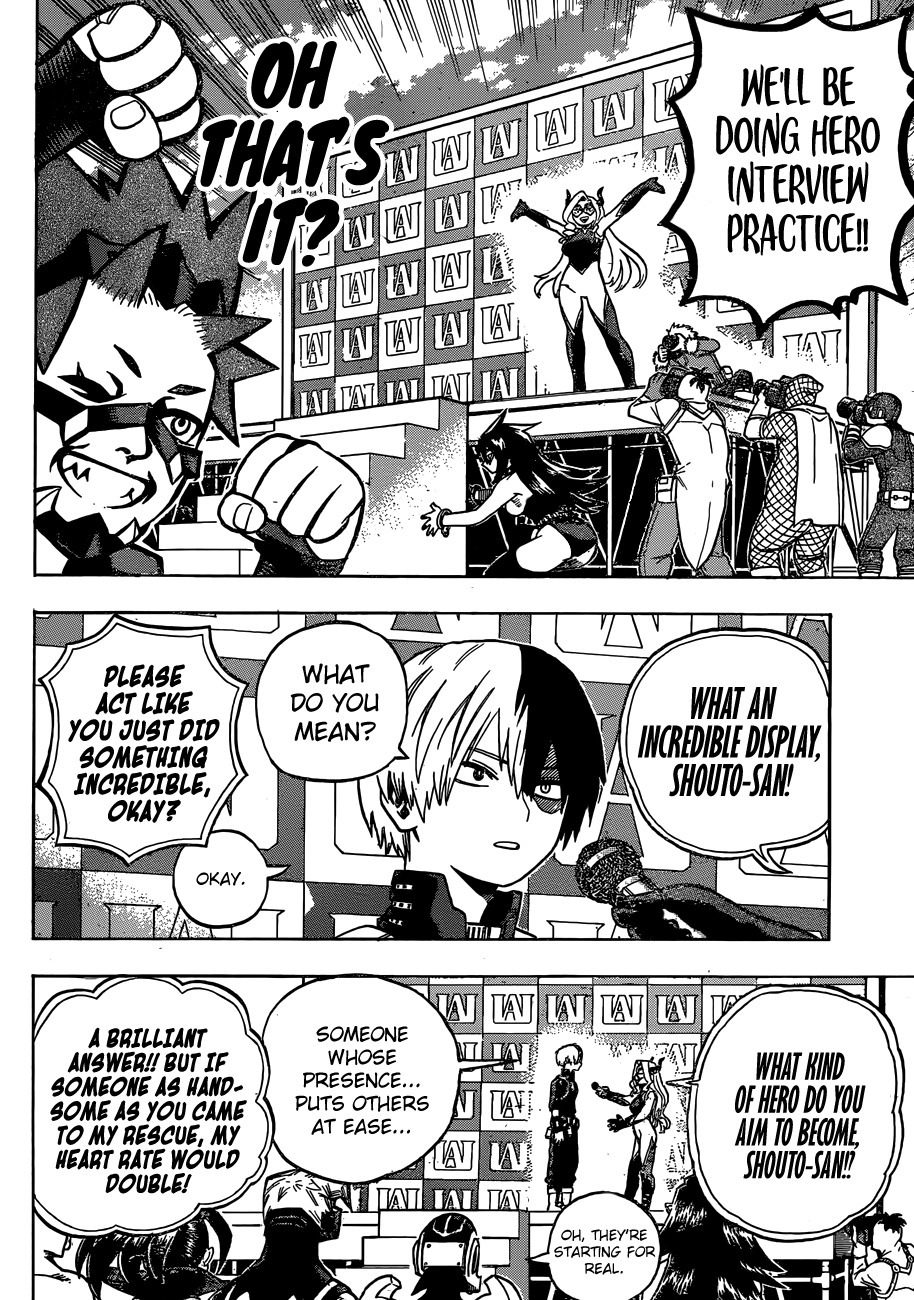 WE'LL BE
DOING HERO
INTERVIEW
PRACTICE!!
OH
THAT'S
IT?
WHAT AN
INCREDIBLE DISPLAY,
SHOUTO-SAN!
WHAT
DO YOU
MEAN?
PLEASE
ACT LIKE
YOU JUST DID
SOMETHING
INCREDIBLE,
OKAY?
OKAY.
WHAT KIND
OF HERO DO YOU
AIM TO BECOME,
SHOUTO-SAN!?
SOMEONE
WHOSE
PRESENCE...
PUTS OTHERS
AT EASE...
A BRILLIANT
ANSWER!! BUT IF
SOMEONE AS HAND-
SOME AS YOU CAME
TO MY RESCUE, MY
HEART RATE WOULD
DOUBLE!
OH, THEY'RE
STARTING FOR
REAL.